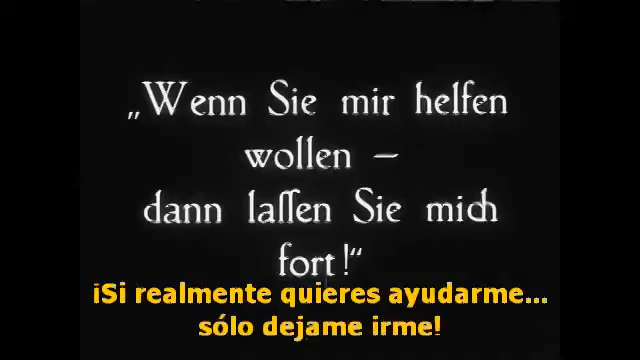 „Wenn Sie mir helfen
wollen –
dann laſſen Sie mich
fort!“
¡Si realmente quieres ayudarme...
sólo dejame irme!